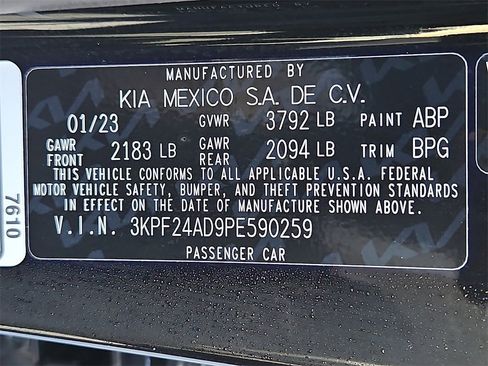 MANUFACTURED BY
KIA MEXICO S.A. DE C.V.
01/23 GVWR 3792 LB PAINT ABP
GAWR FRONT 2183 LB GAWR REAR 2094 LB TRIM BPG
THIS VEHICLE CONFORMS TO ALL APPLICABLE U.S.A. FEDERAL
MOTOR VEHICLE SAFETY, BUMPER, AND THEFT PREVENTION STANDARDS
IN EFFECT ON THE DATE OF MANUFACTURE SHOWN ABOVE.
V.I.N. 3KPF24AD9PE590259
PASSENGER CAR
7610